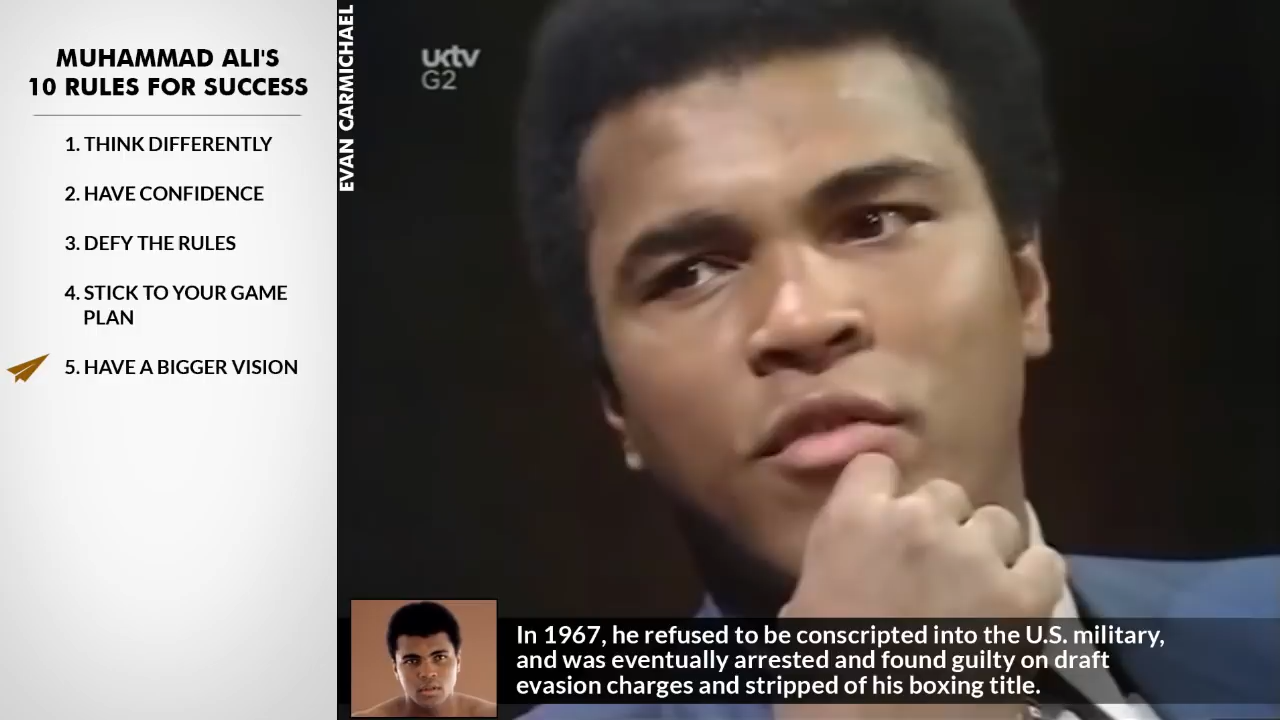 MUHAMMAD ALI'S
10 RULES FOR SUCCESS
1. THINK DIFFERENTLY
2. HAVE CONFIDENCE
3. DEFY THE RULES
4. STICK TO YOUR GAME
PLAN
5. HAVE A BIGGER VISION
EVAN CARMICHAEL
uktv
G2
In 1967, he refused to be conscripted into the U.S. military,
and was eventually arrested and found guilty on draft
evasion charges and stripped of his boxing title.